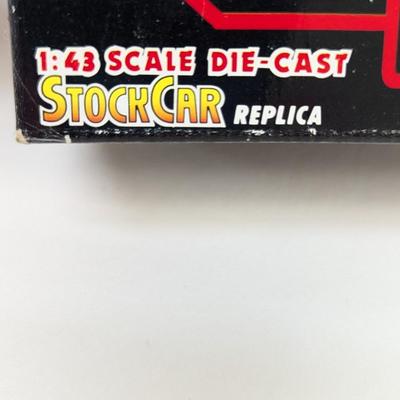 1:43 SCALE DIE-CAST
STOCKCAR REPLICA